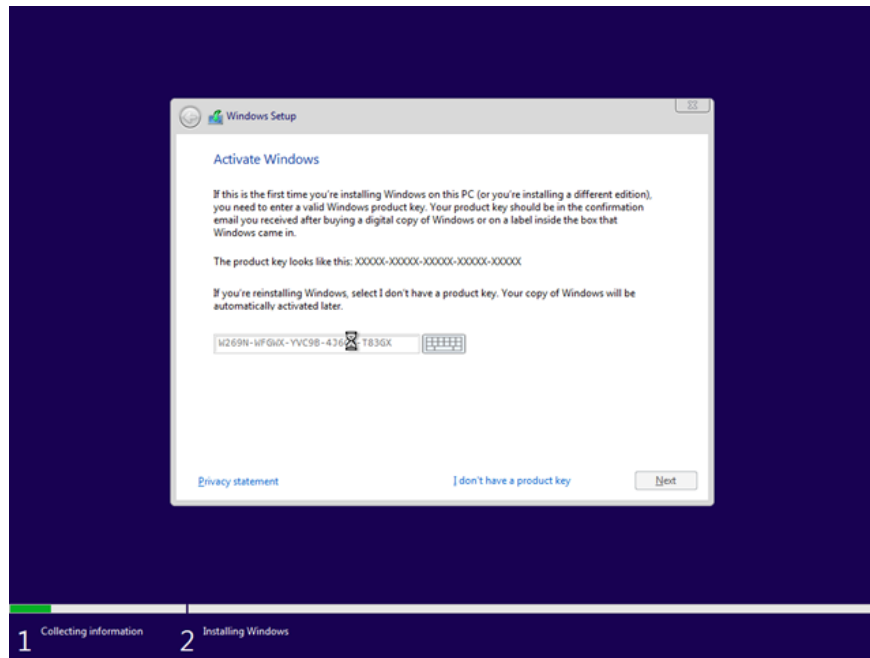 Windows Setup
Activate Windows
If this is the first time you're installing Windows on this PC (or you're installing a different edition),
you need to enter a valid Windows product key. Your product key should be in the confirmation
email you received after buying a digital copy of Windows or on a label inside the box that
Windows came in.
The product key looks like this: XXXXX-XXXXX-XXXXX-XXXXX-XXXXX
If you're reinstalling Windows, select I don't have a product key. Your copy of Windows will be
automatically activated later.
Privacy statement
I don't have a product key
Next
1 Collecting information
2 Installing Windows